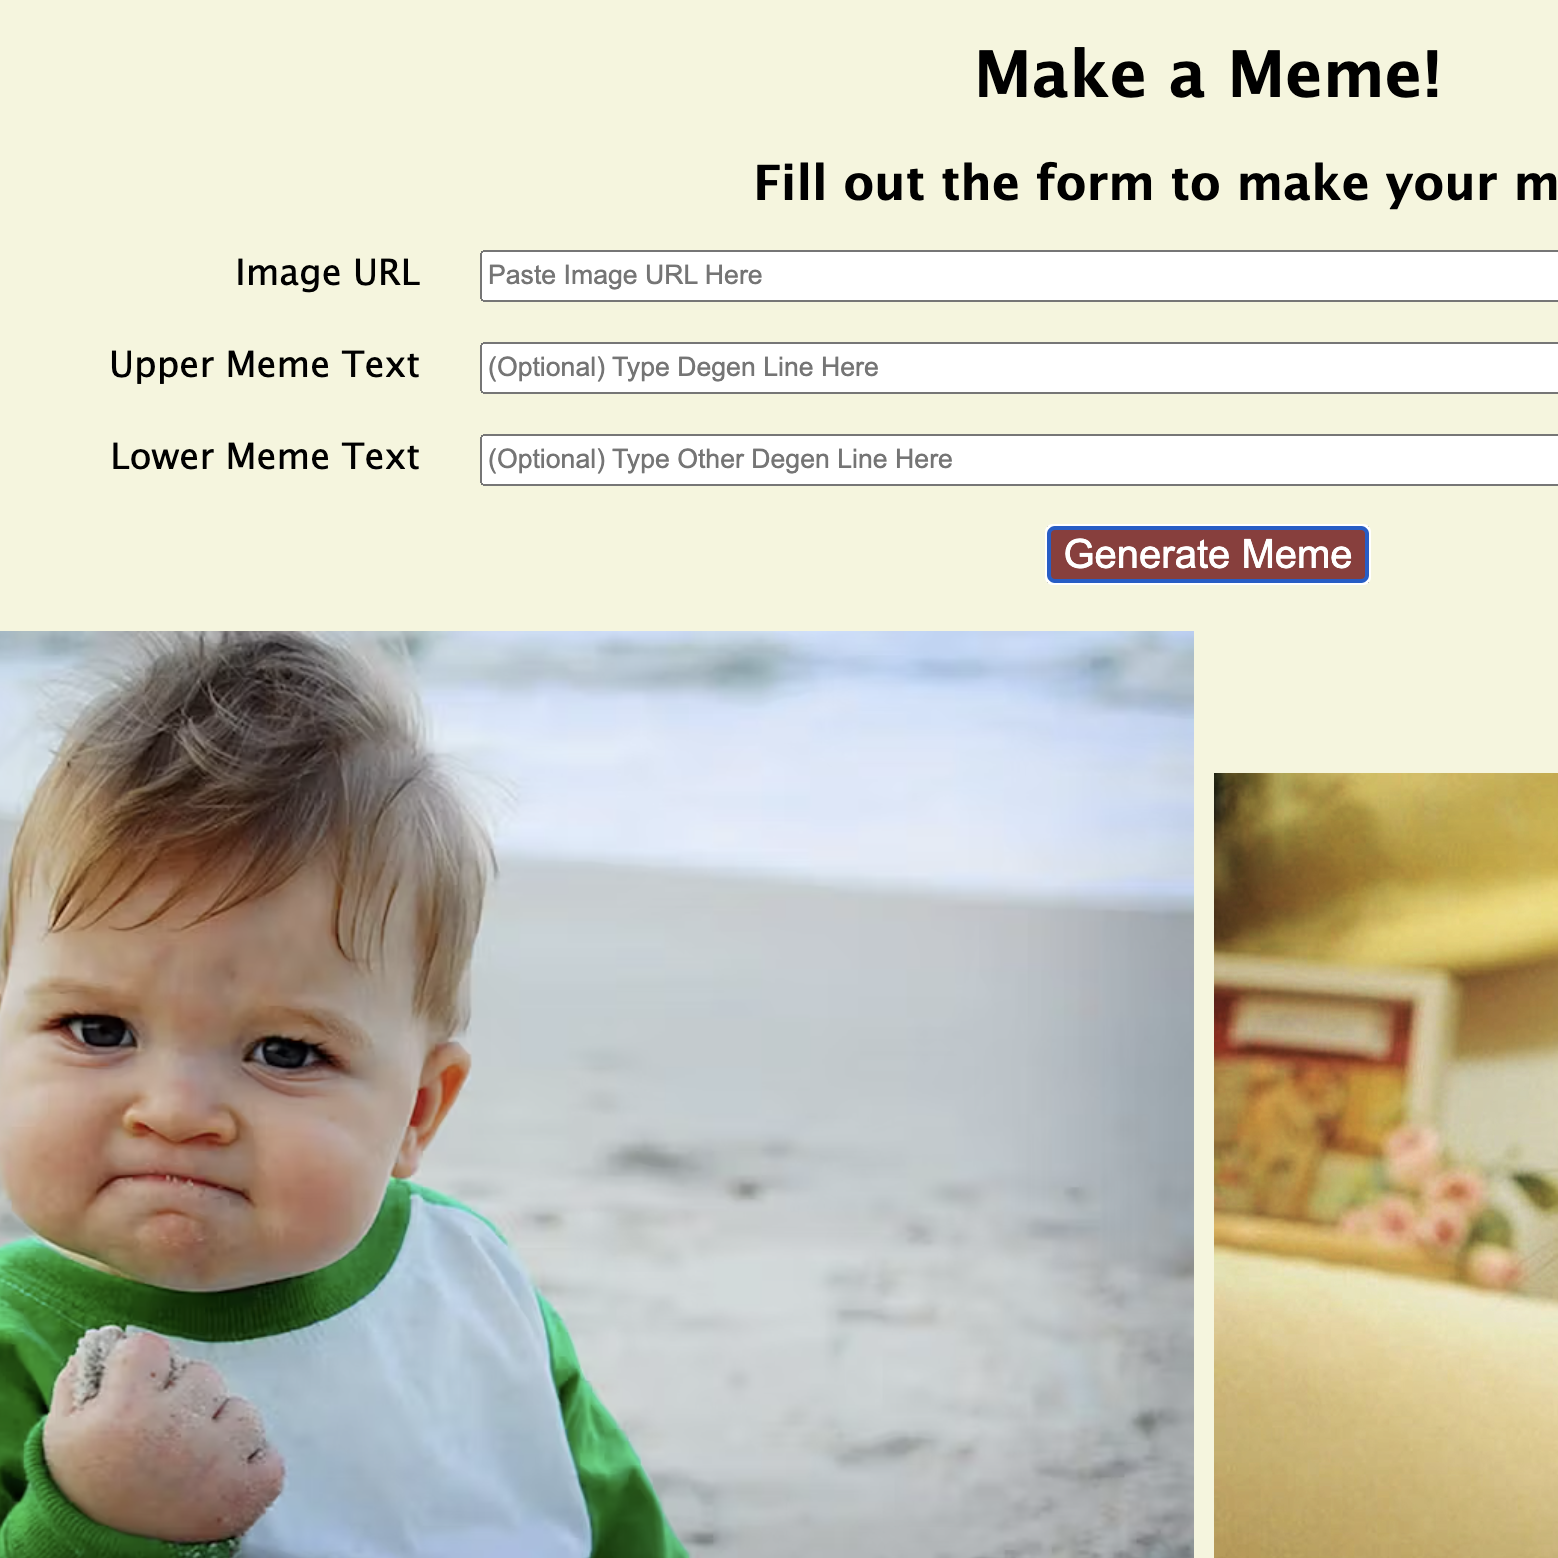 Make a Meme!
Fill out the form to make your m
Image URL
Paste Image URL Here
Upper Meme Text
(Optional) Type Degen Line Here
Lower Meme Text
(Optional) Type Other Degen Line Here
Generate Meme